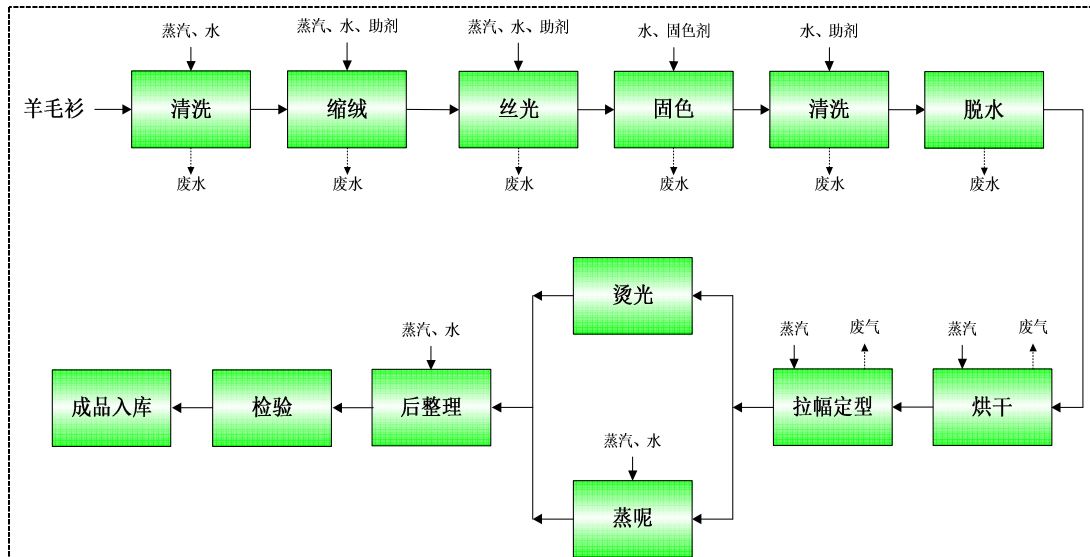 蒸汽、水
蒸汽、水、助剂
蒸汽、水、助剂
水、固色剂
水、助剂
羊毛衫
清洗
缩绒
丝光
固色
清洗
脱水
废水
废水
废水
废水
废水
废水
烫光
蒸汽、水
蒸汽
废气
蒸汽
废气
成品入库
检验
后整理
拉幅定型
烘干
蒸汽、水
蒸呢